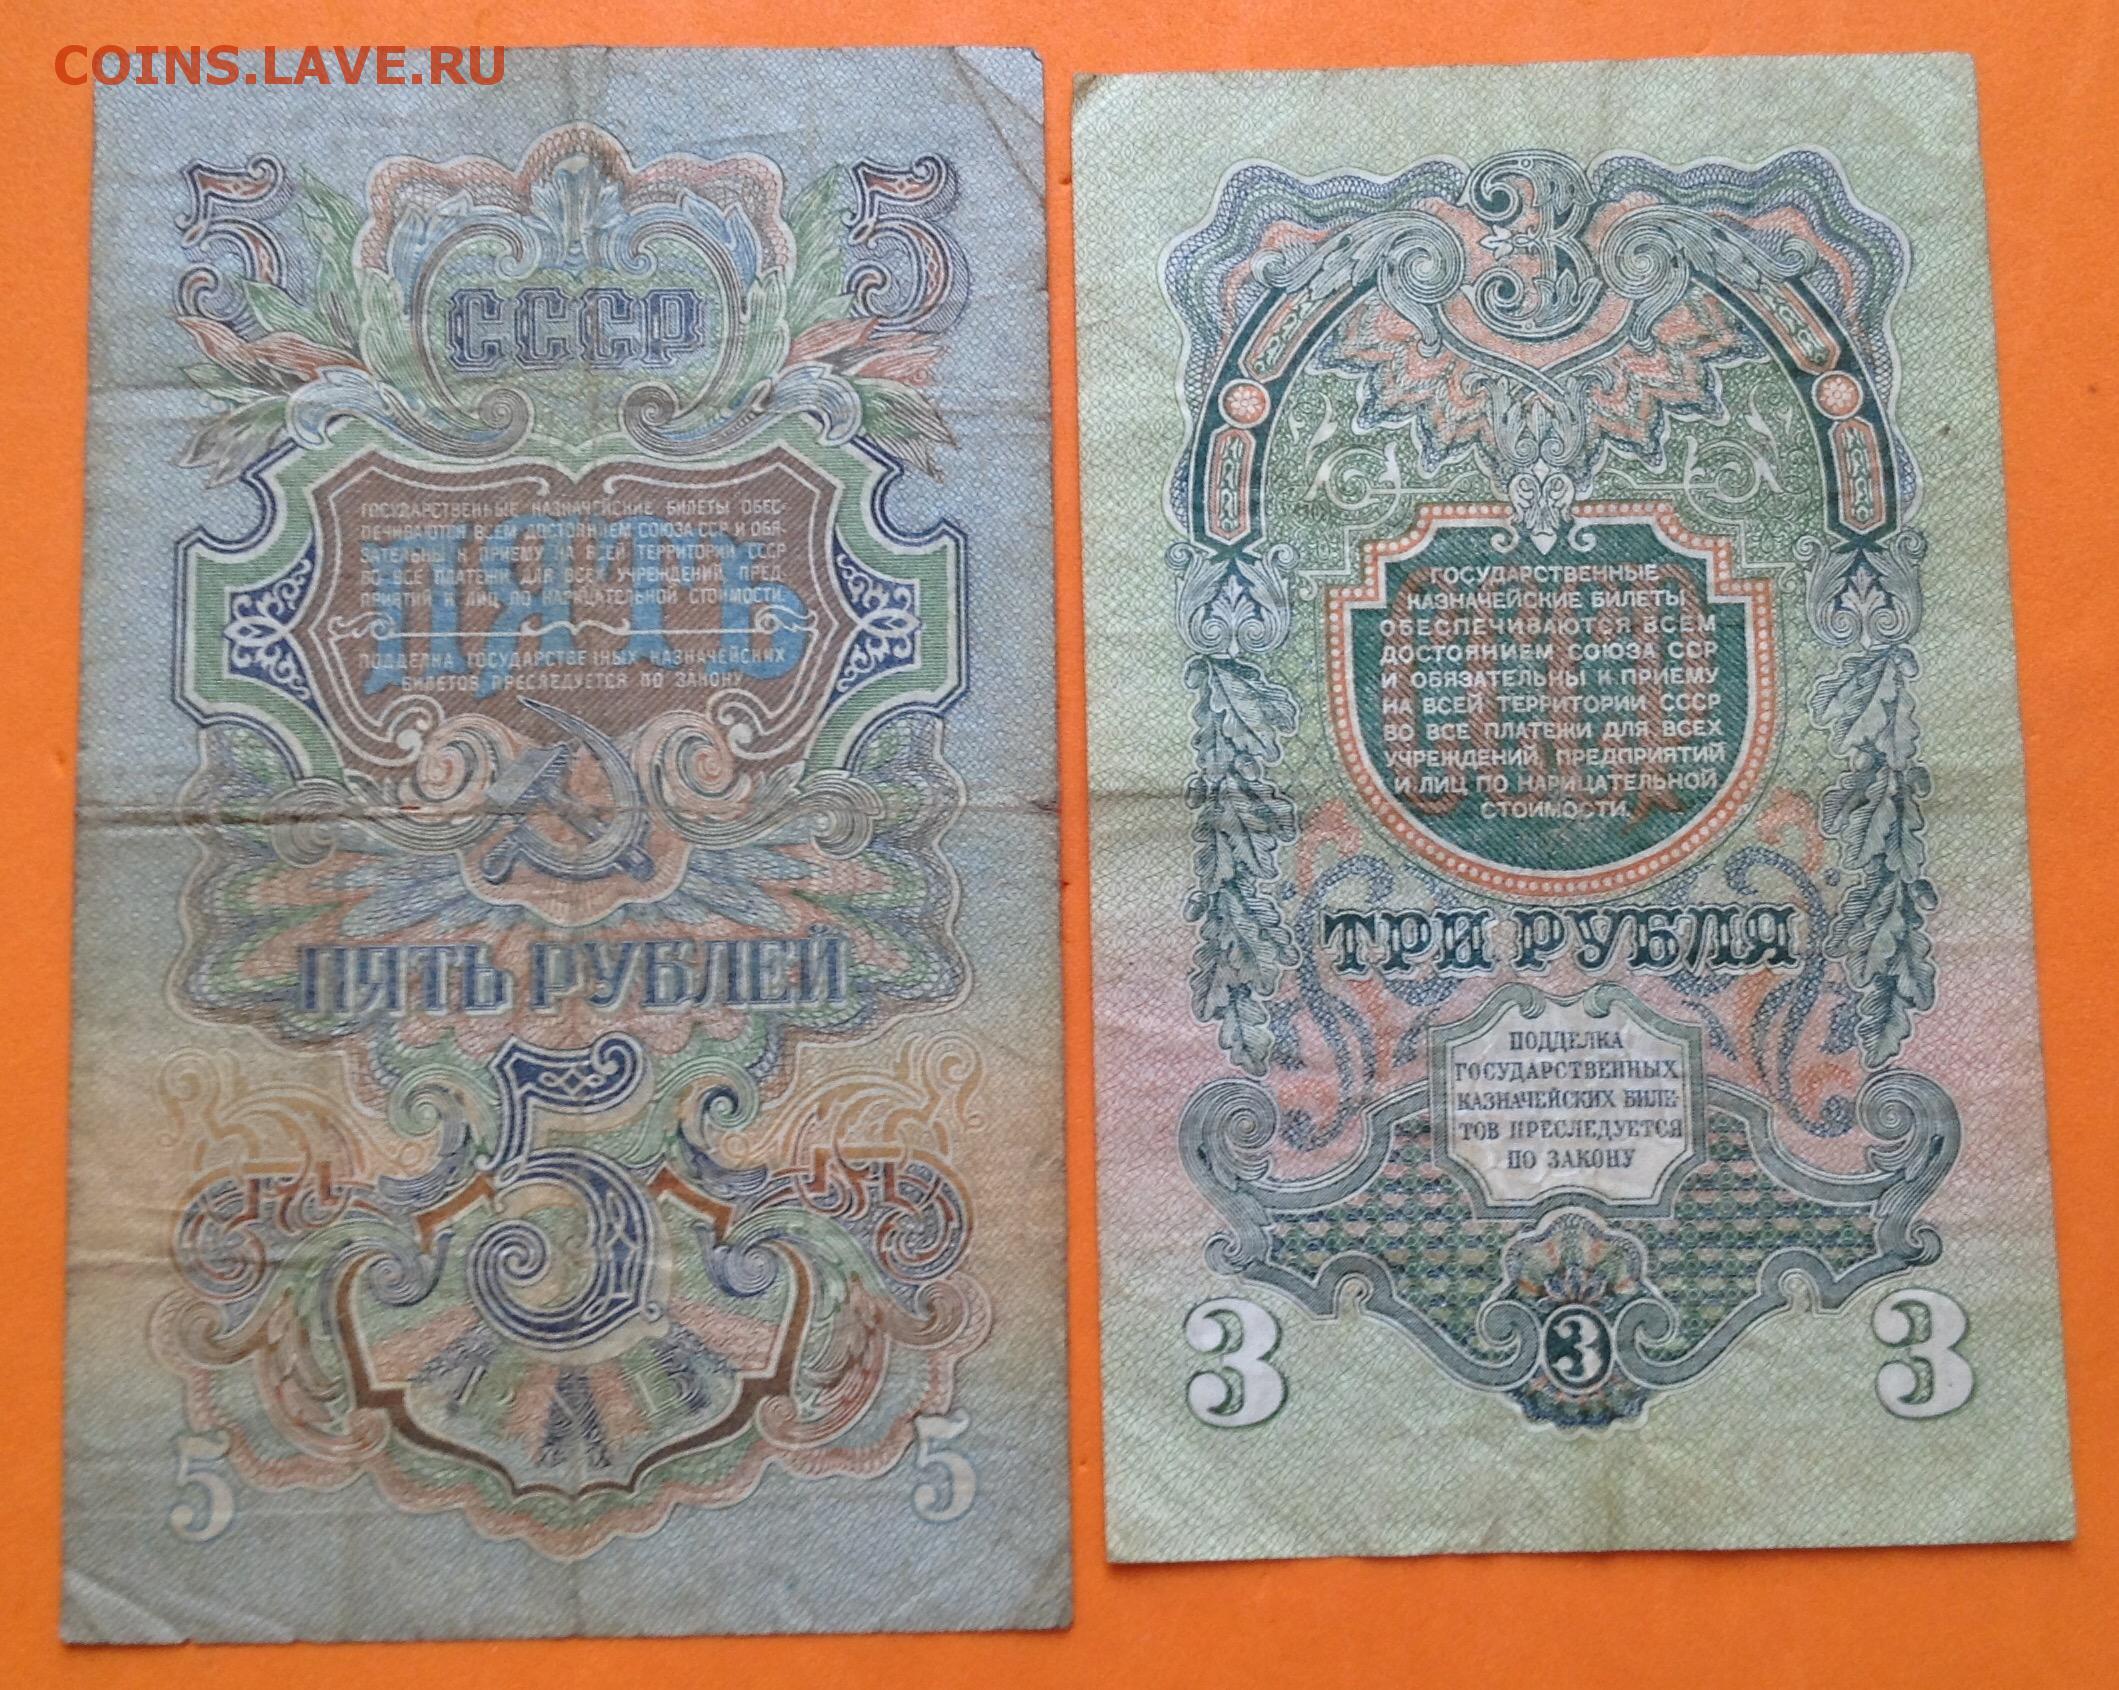 COINS.LAVE.RU
5 5
СССР
ГОСУДАРСТВЕННЫЕ КАЗНАЧЕЙСКИЕ БИЛЕТЫ ОБЕС-
ПЕЧИВАЮТСЯ ВСЕМ ДОСТОЯНИЕМ СОЮЗА ССР И ОБЯ-
ЗАТЕЛЬНЫ К ПРИЕМУ НА ВСЕЙ ТЕРРИТОРИИ СССР
ВО ВСЕ ПЛАТЕЖИ ДЛЯ ВСЕХ УЧРЕЖДЕНИЙ, ПРЕД-
ПРИЯТИЙ И ЛИЦ ПО НАРИЦАТЕЛЬНОЙ СТОИМОСТИ.
ПЯТЬ
ПОДДЕЛКА ГОСУДАРСТВЕННЫХ КАЗНАЧЕЙСКИХ
БИЛЕТОВ ПРЕСЛЕДУЕТСЯ ПО ЗАКОНУ
ПЯТЬ РУБЛЕЙ
5
5 5
3
ГОСУДАРСТВЕННЫЕ
КАЗНАЧЕЙСКИЕ БИЛЕТЫ
ОБЕСПЕЧИВАЮТСЯ ВСЕМ
ДОСТОЯНИЕМ СОЮЗА ССР
И ОБЯЗАТЕЛЬНЫ К ПРИЕМУ
НА ВСЕЙ ТЕРРИТОРИИ СССР
ВО ВСЕ ПЛАТЕЖИ ДЛЯ ВСЕХ
УЧРЕЖДЕНИЙ, ПРЕДПРИЯТИЙ
И ЛИЦ ПО НАРИЦАТЕЛЬНОЙ
СТОИМОСТИ.
ТРИ РУБЛЯ
ПОДДЕЛКА
ГОСУДАРСТВЕННЫХ
КАЗНАЧЕЙСКИХ БИЛЕ-
ТОВ ПРЕСЛЕДУЕТСЯ
ПО ЗАКОНУ
3 3 3